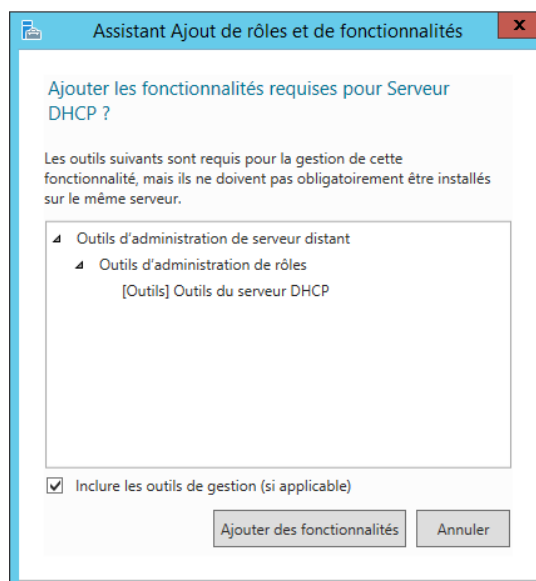 Assistant Ajout de rôles et de fonctionnalités
x
Ajouter les fonctionnalités requises pour Serveur
DHCP ?
Les outils suivants sont requis pour la gestion de cette
fonctionnalité, mais ils ne doivent pas obligatoirement être installés
sur le même serveur.
Outils d'administration de serveur distant
Outils d'administration de rôles
[Outils] Outils du serveur DHCP
Inclure les outils de gestion (si applicable)
Ajouter des fonctionnalités
Annuler